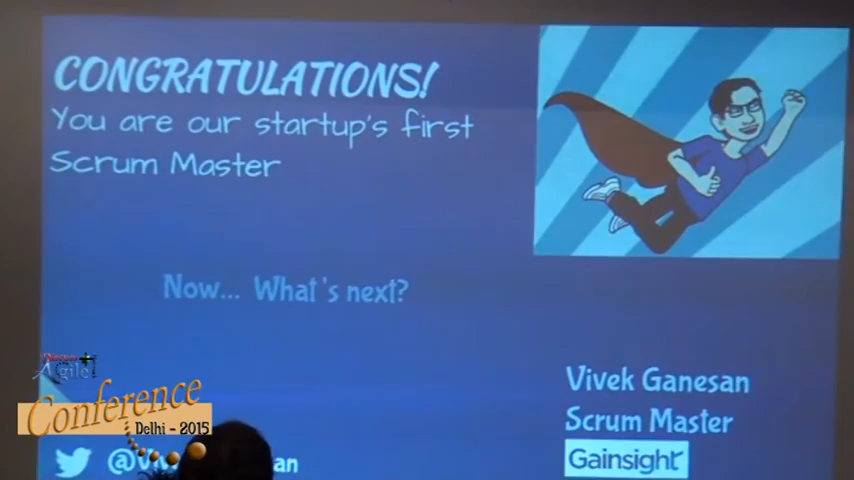 CONGRATULATIONS!
You are our startup's first
Scrum Master
Now... What's next?
Vivek Ganesan
Scrum Master
Gainsight
Agile
Conference
Delhi - 2015